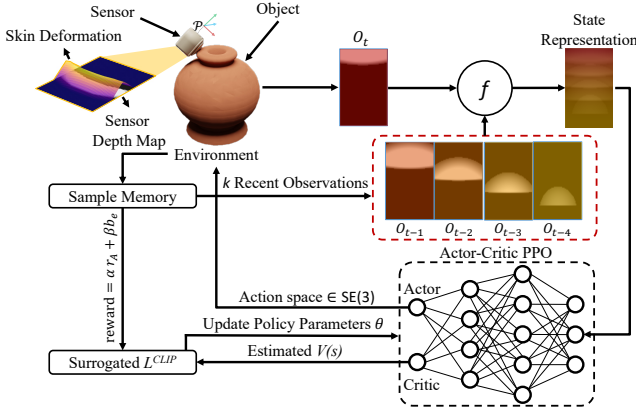 Sensor
Object
State
Representation
Skin Deformation
𝒫
O_t
f
Sensor
Depth Map
Environment
k Recent Observations
Sample Memory
O_{t-1} O_{t-2} O_{t-3} O_{t-4}
Actor-Critic PPO
reward = α r_A + βb_e
Actor
Action space ∈ SE(3)
Update Policy Parameters θ
Estimated V(s)
Surrogated L^{CLIP}
Critic